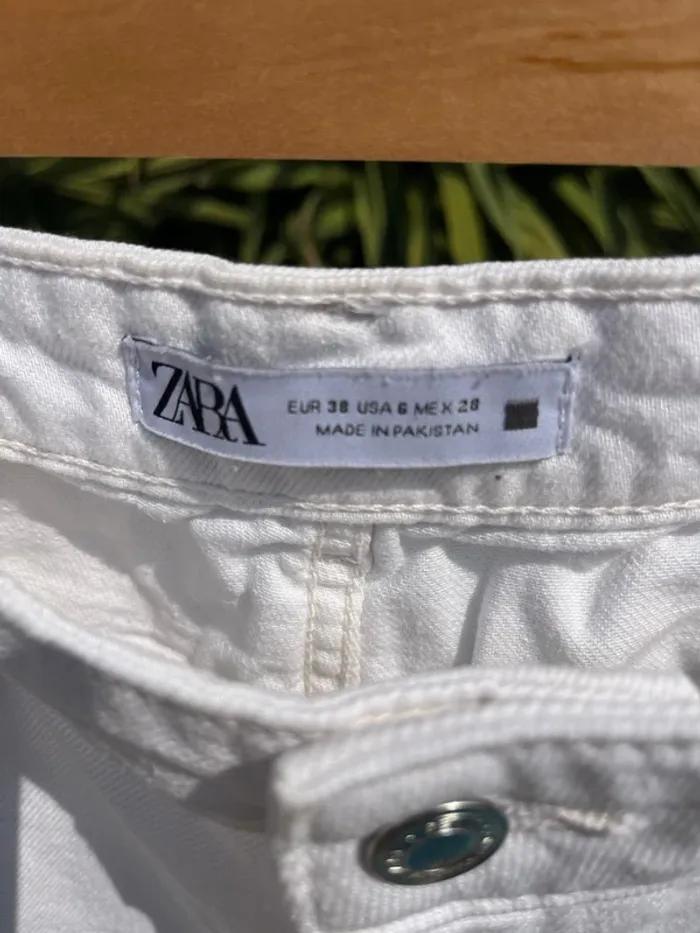 ZARA
EUR 38 USA 6 MEX 28
MADE IN PAKISTAN